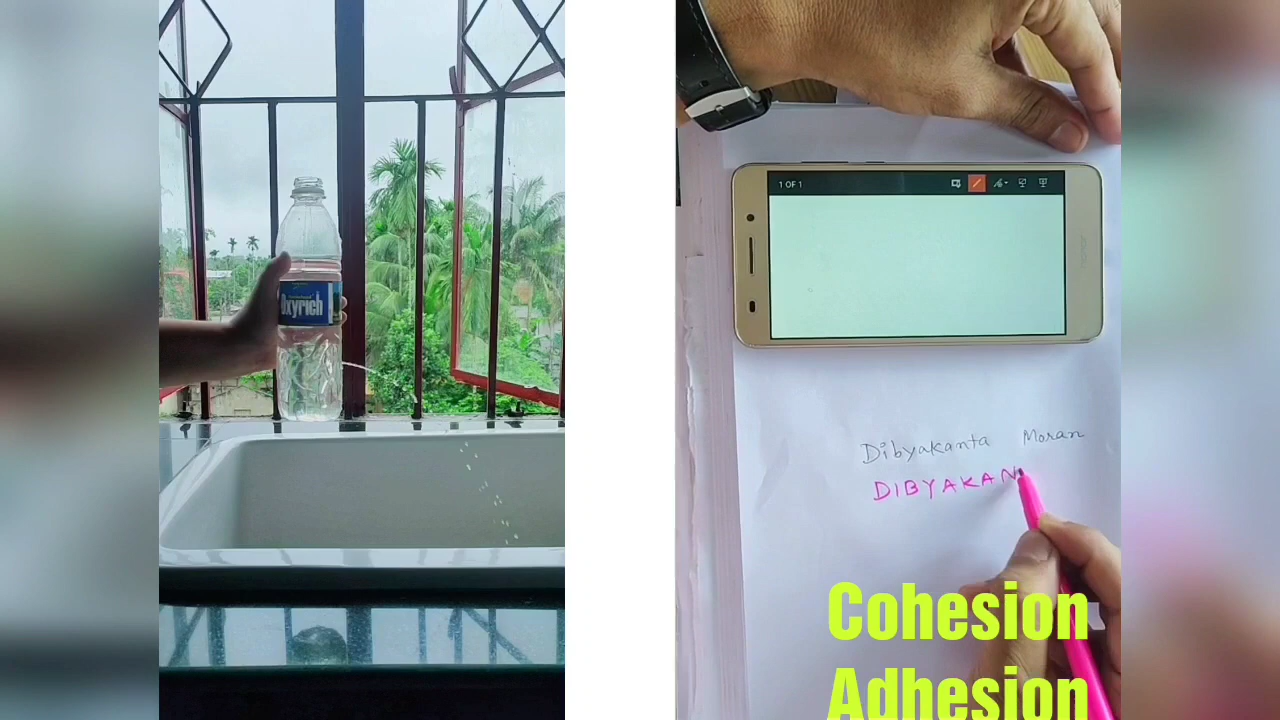 Oxyrich
1 OF 1
Dibyakanta Moran
DIBYAKAN
Cohesion
Adhesion